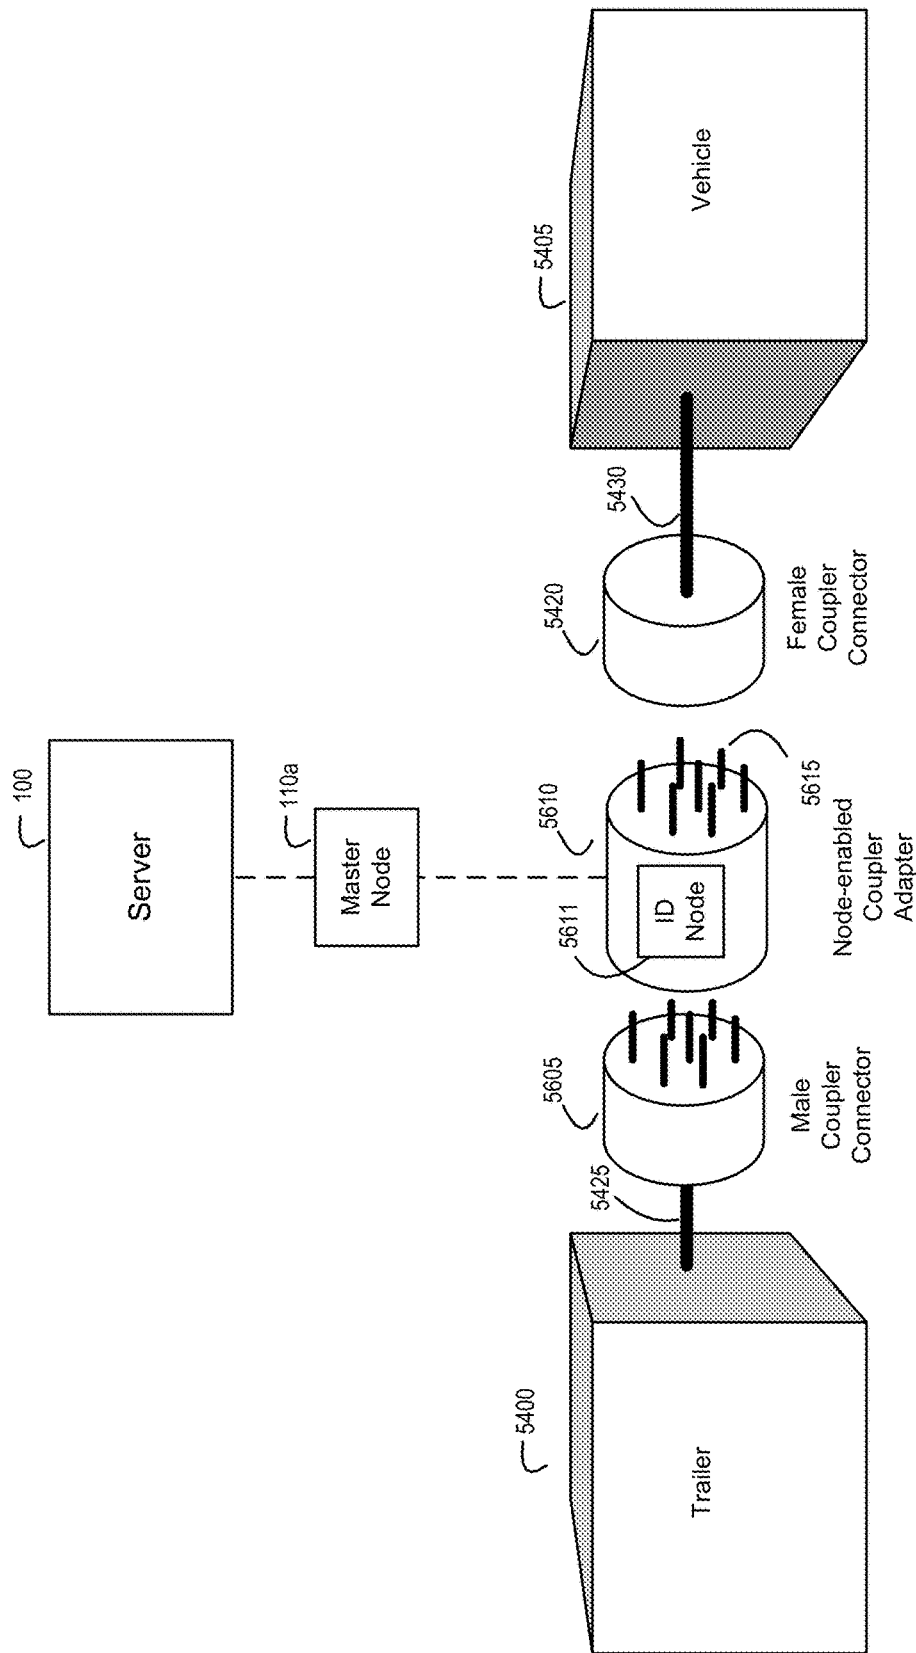 100
Server
110a
Master
Node
5400
Trailer
5425
5605
Male
Coupler
Connector
5611
ID
Node
5610
5615
Node-enabled
Coupler
Adapter
5420
Female
Coupler
Connector
5430
5405
Vehicle